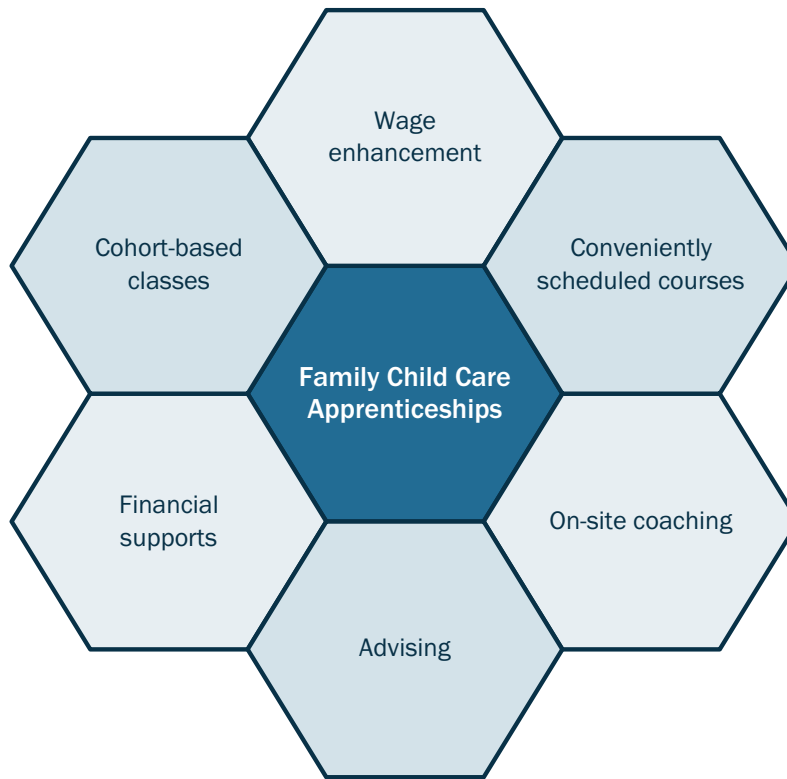 Wage
enhancement
Cohort-based
classes
Conveniently
scheduled courses
Family Child Care
Apprenticeships
Financial
supports
On-site coaching
Advising